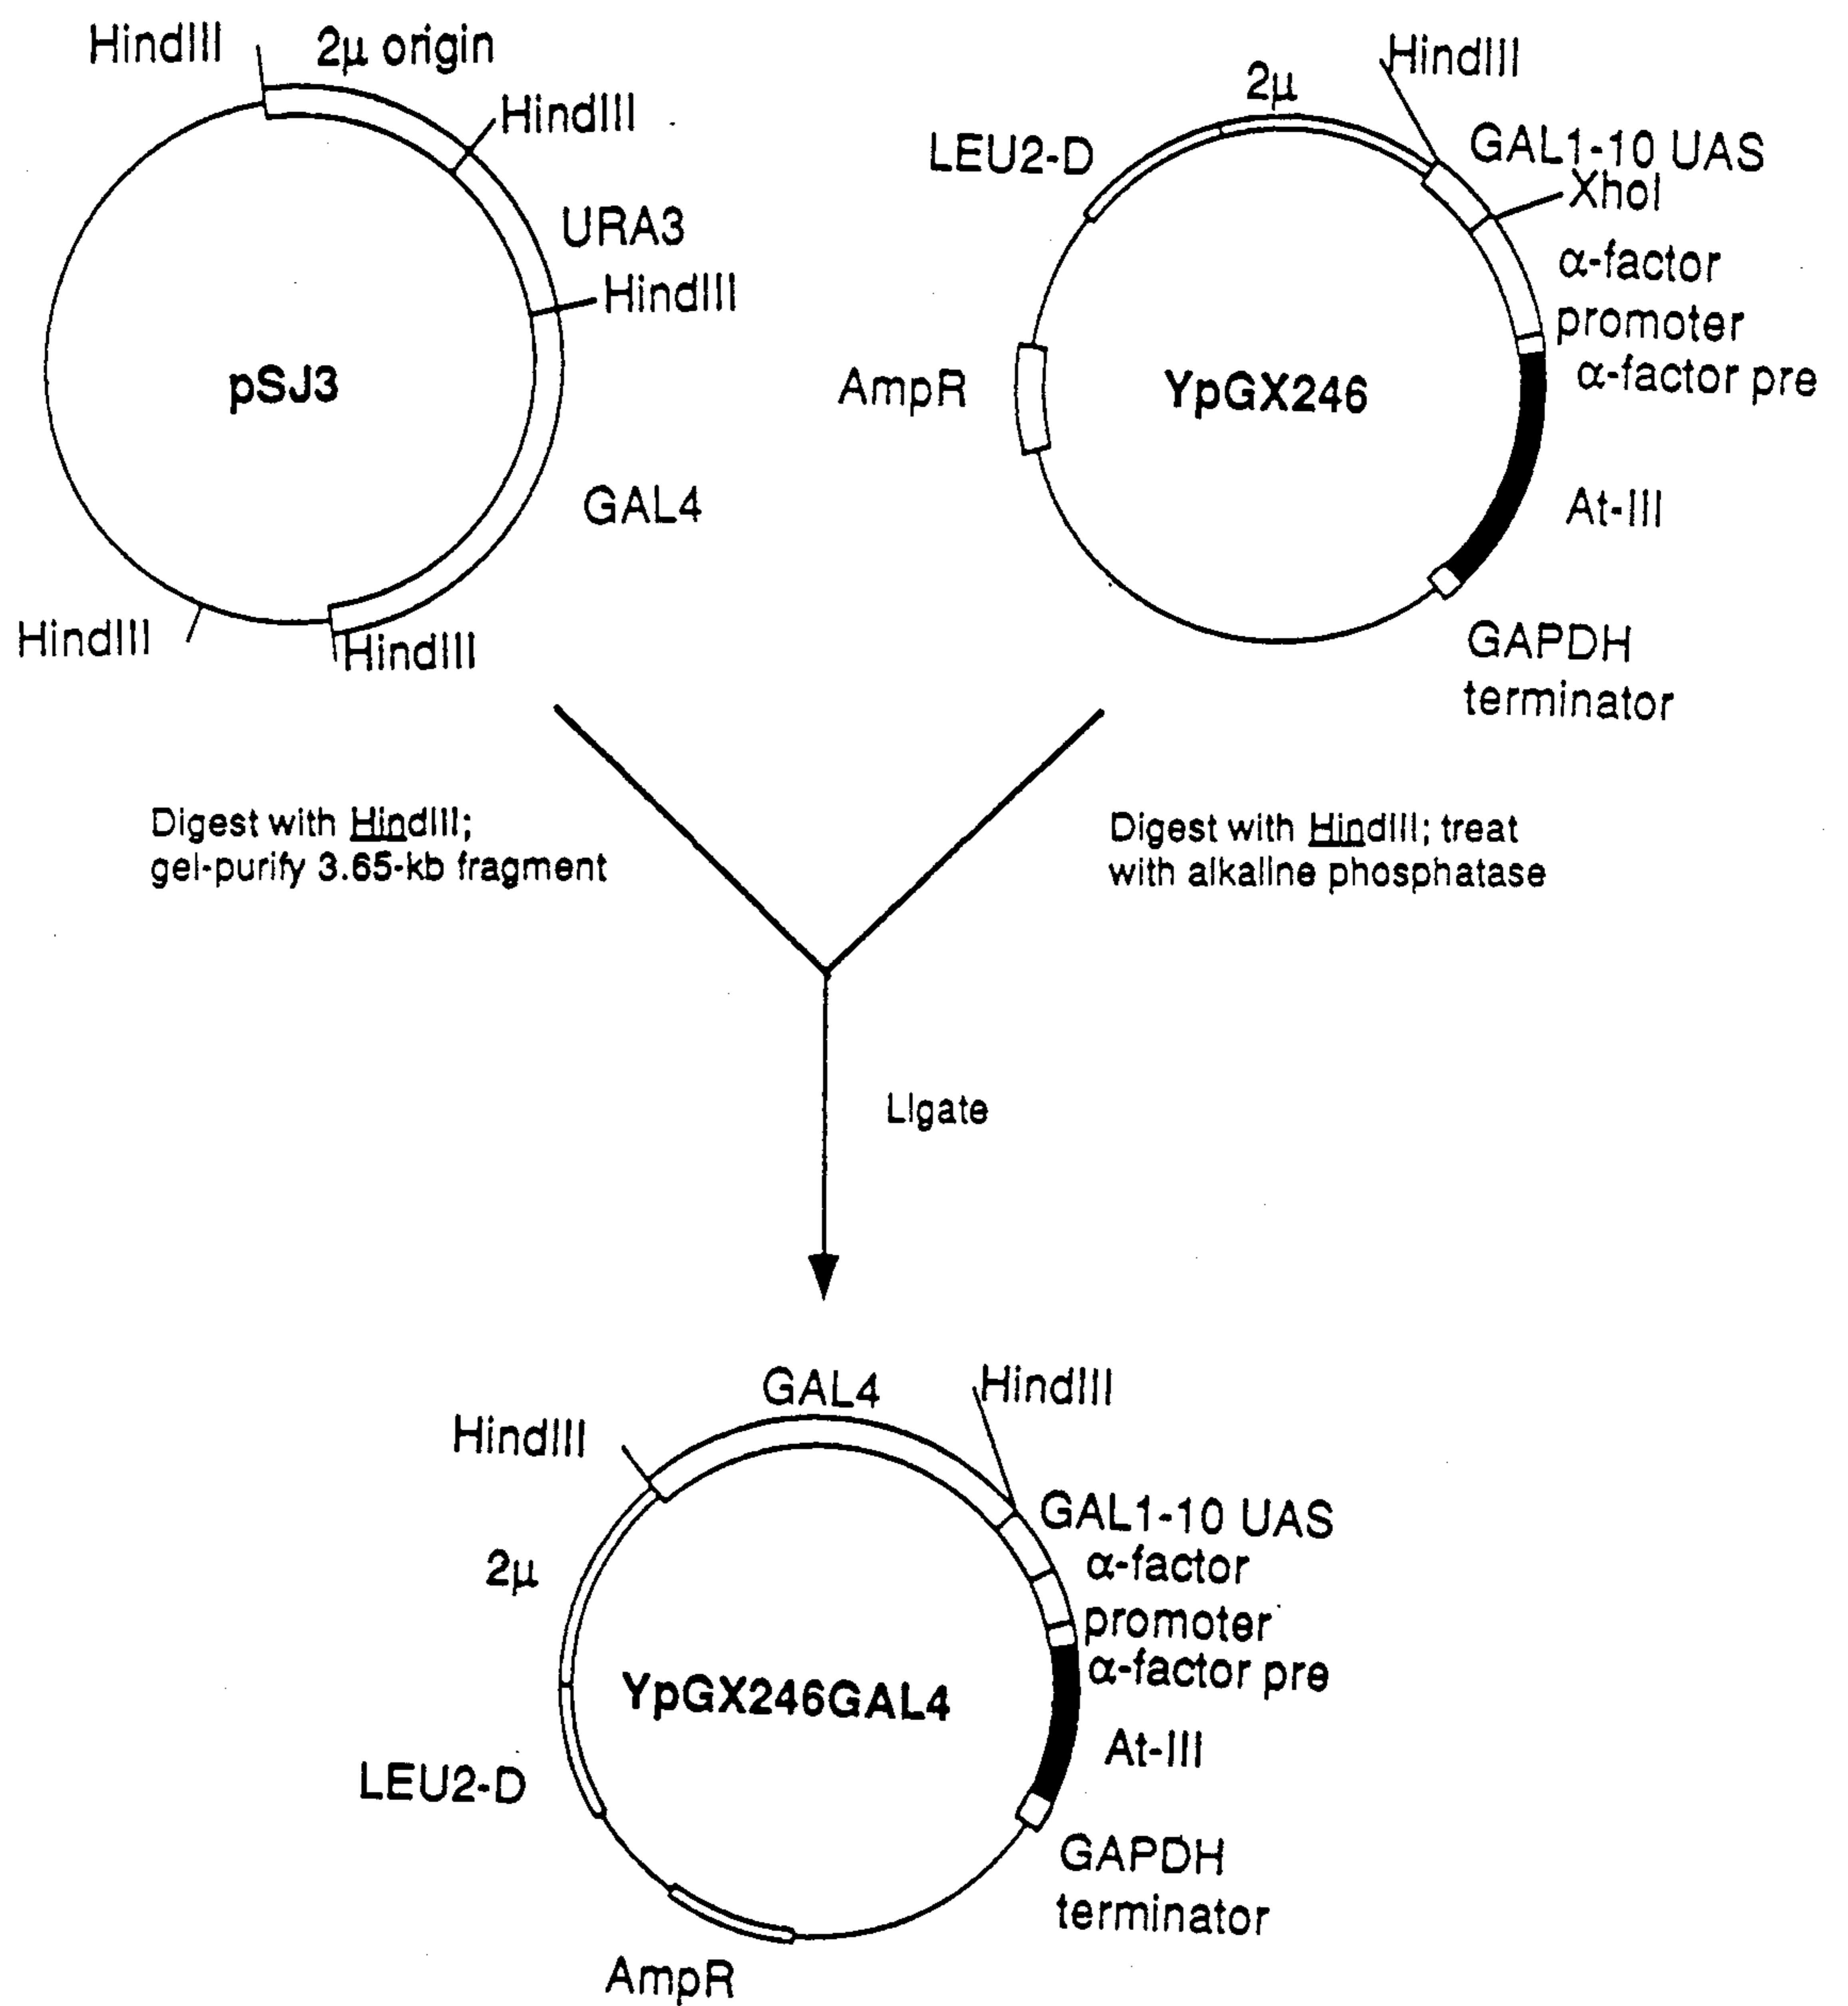 HindIII
2µ origin
HindIII
URA3
HindIII
pSJ3
GAL4
HindIII
HindIII
HindIII
2µ
LEU2-D
GAL1-10 UAS
XhoI
α-factor
promoter
α-factor pre
AmpR
YpGX246
At-III
GAPDH
terminator
Digest with HindIII;
gel-purify 3.65-kb fragment
Digest with HindIII; treat
with alkaline phosphatase
Ligate
GAL4
HindIII
HindIII
GAL1-10 UAS
α-factor
promoter
α-factor pre
2µ
YpGX246GAL4
At-III
LEU2-D
GAPDH
terminator
AmpR